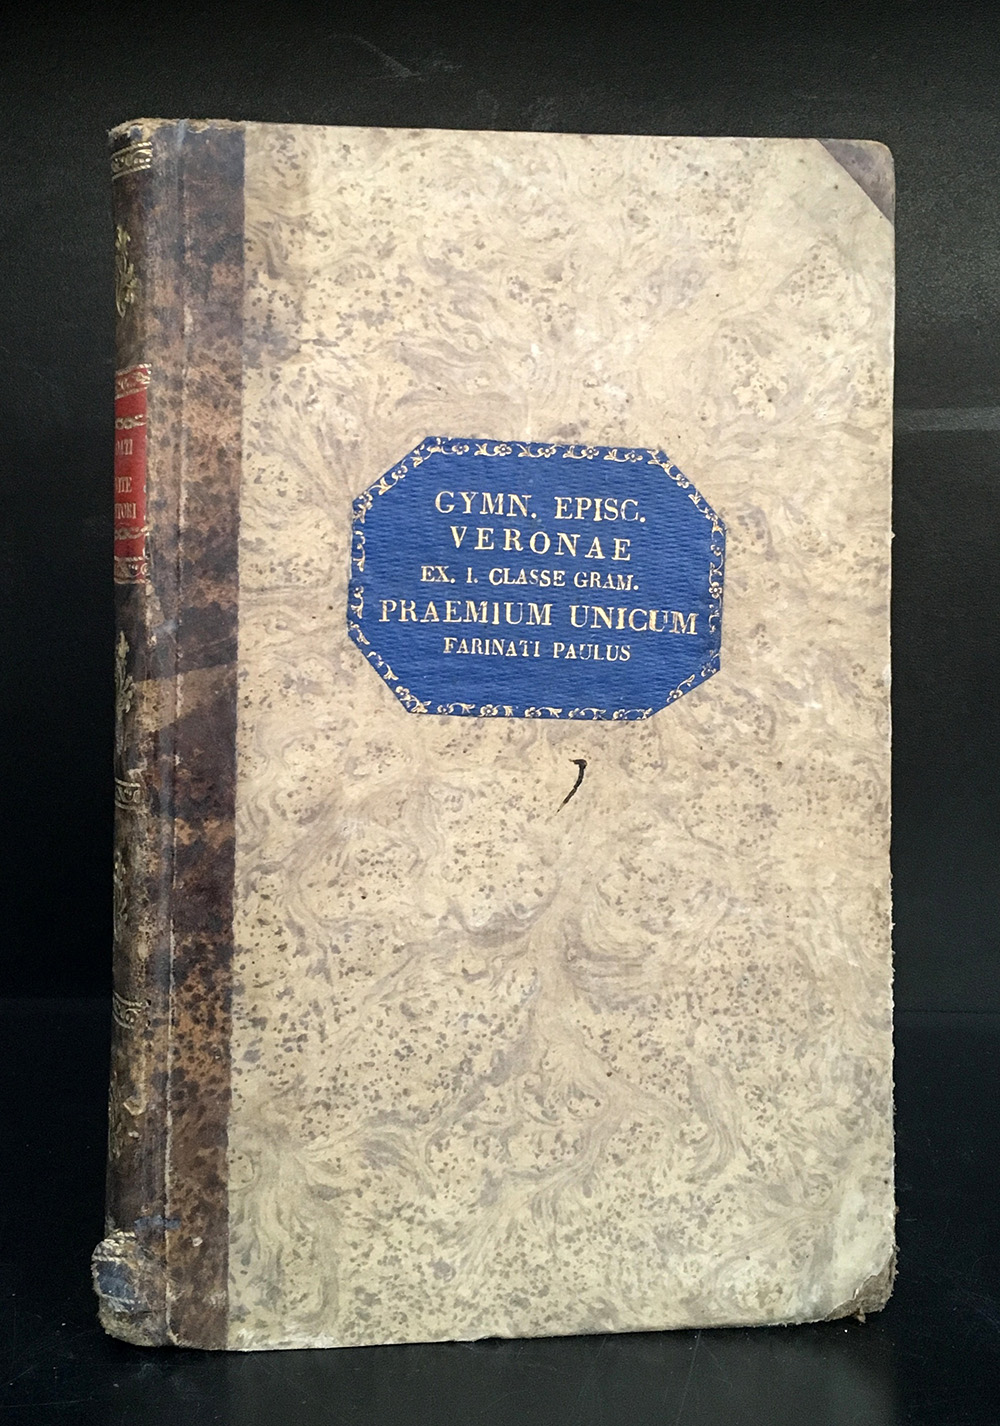 GYMN. EPISC.
VERONAE
EX. I. CLASSE GRAM.
PRAEMIUM UNICUM
FARINATI PAULUS